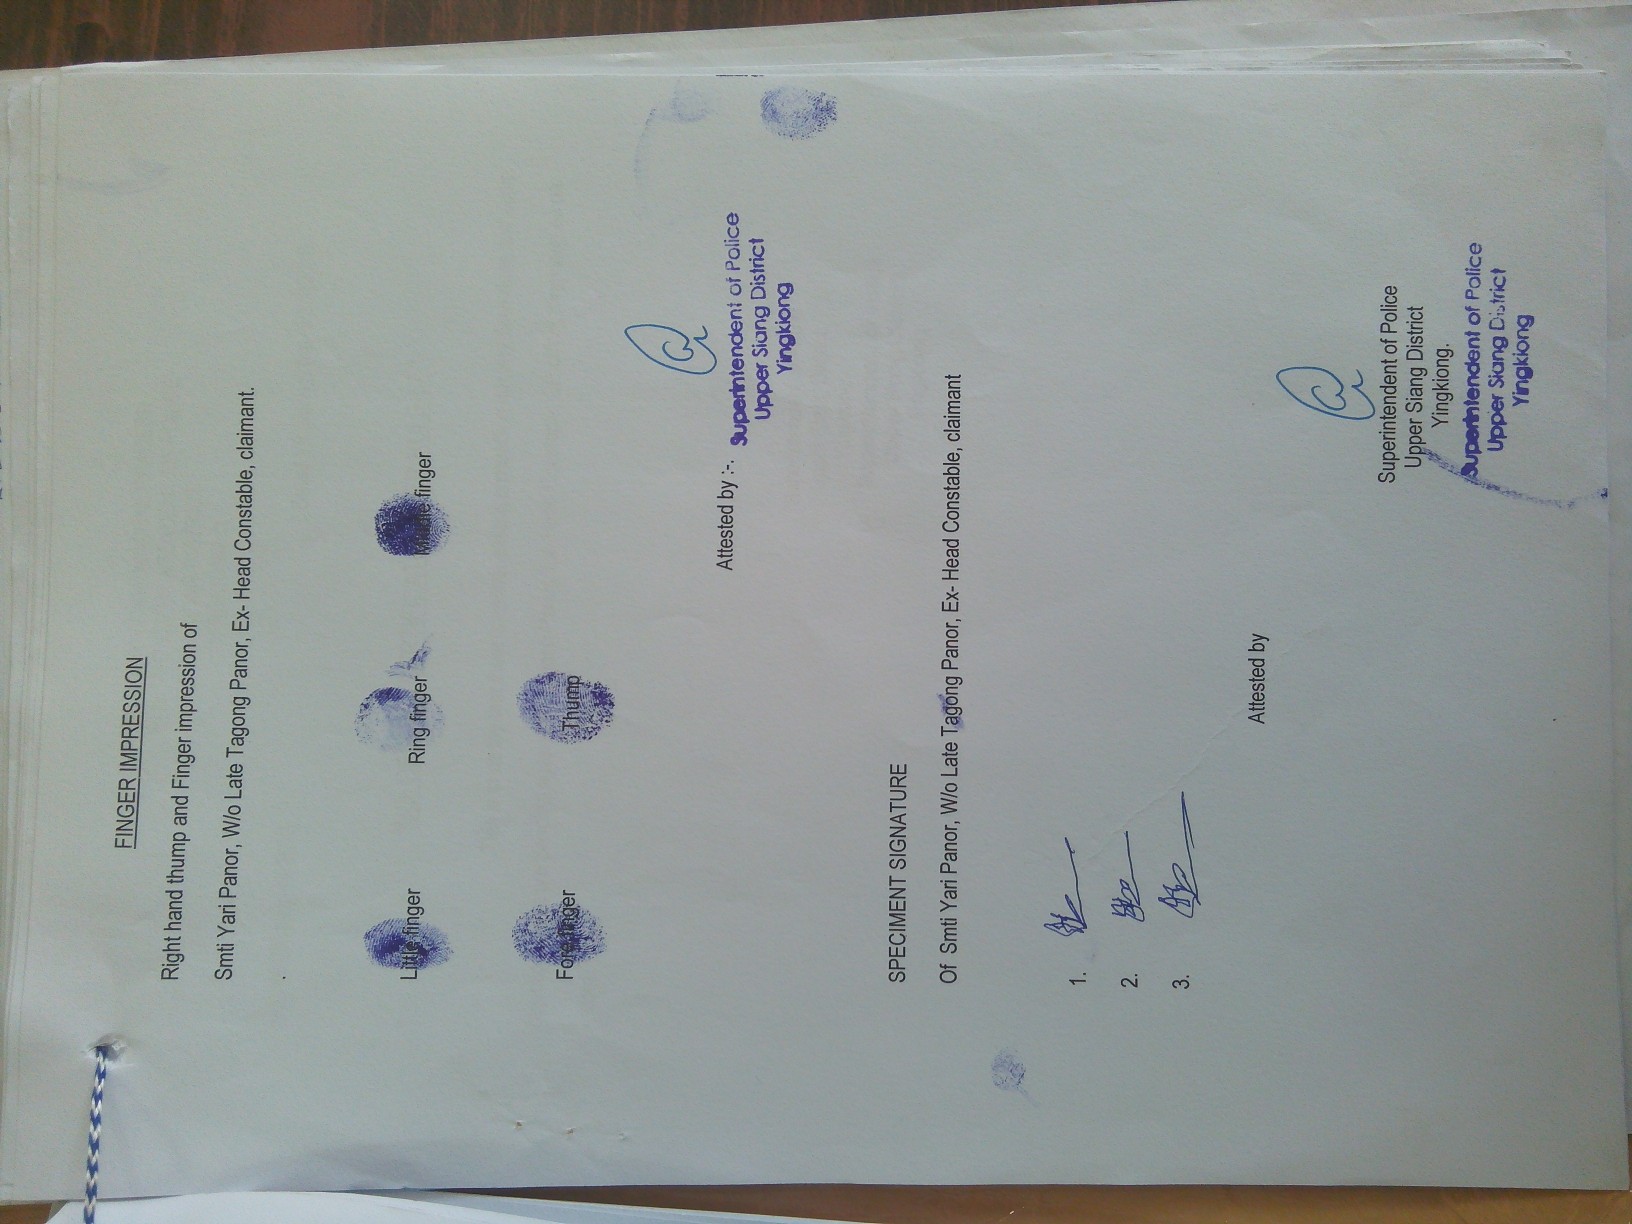 FINGER IMPRESSION
Right hand thump and Finger impression of
Smti Yari Panor, W/o Late Tagong Panor, Ex- Head Constable, claimant.
.
Little finger Ring finger Middle finger
Fore finger Thump
Attested by :-.
Superintendent of Police
Upper Siang District
Yingkiong
SPECIMENT SIGNATURE
Of Smti Yari Panor, W/o Late Tagong Panor, Ex- Head Constable, claimant
1.
2.
3.
Attested by
Superintendent of Police
Upper Siang District
Yingkiong.
Superintendent of Police
Upper Siang District
Yingkiong